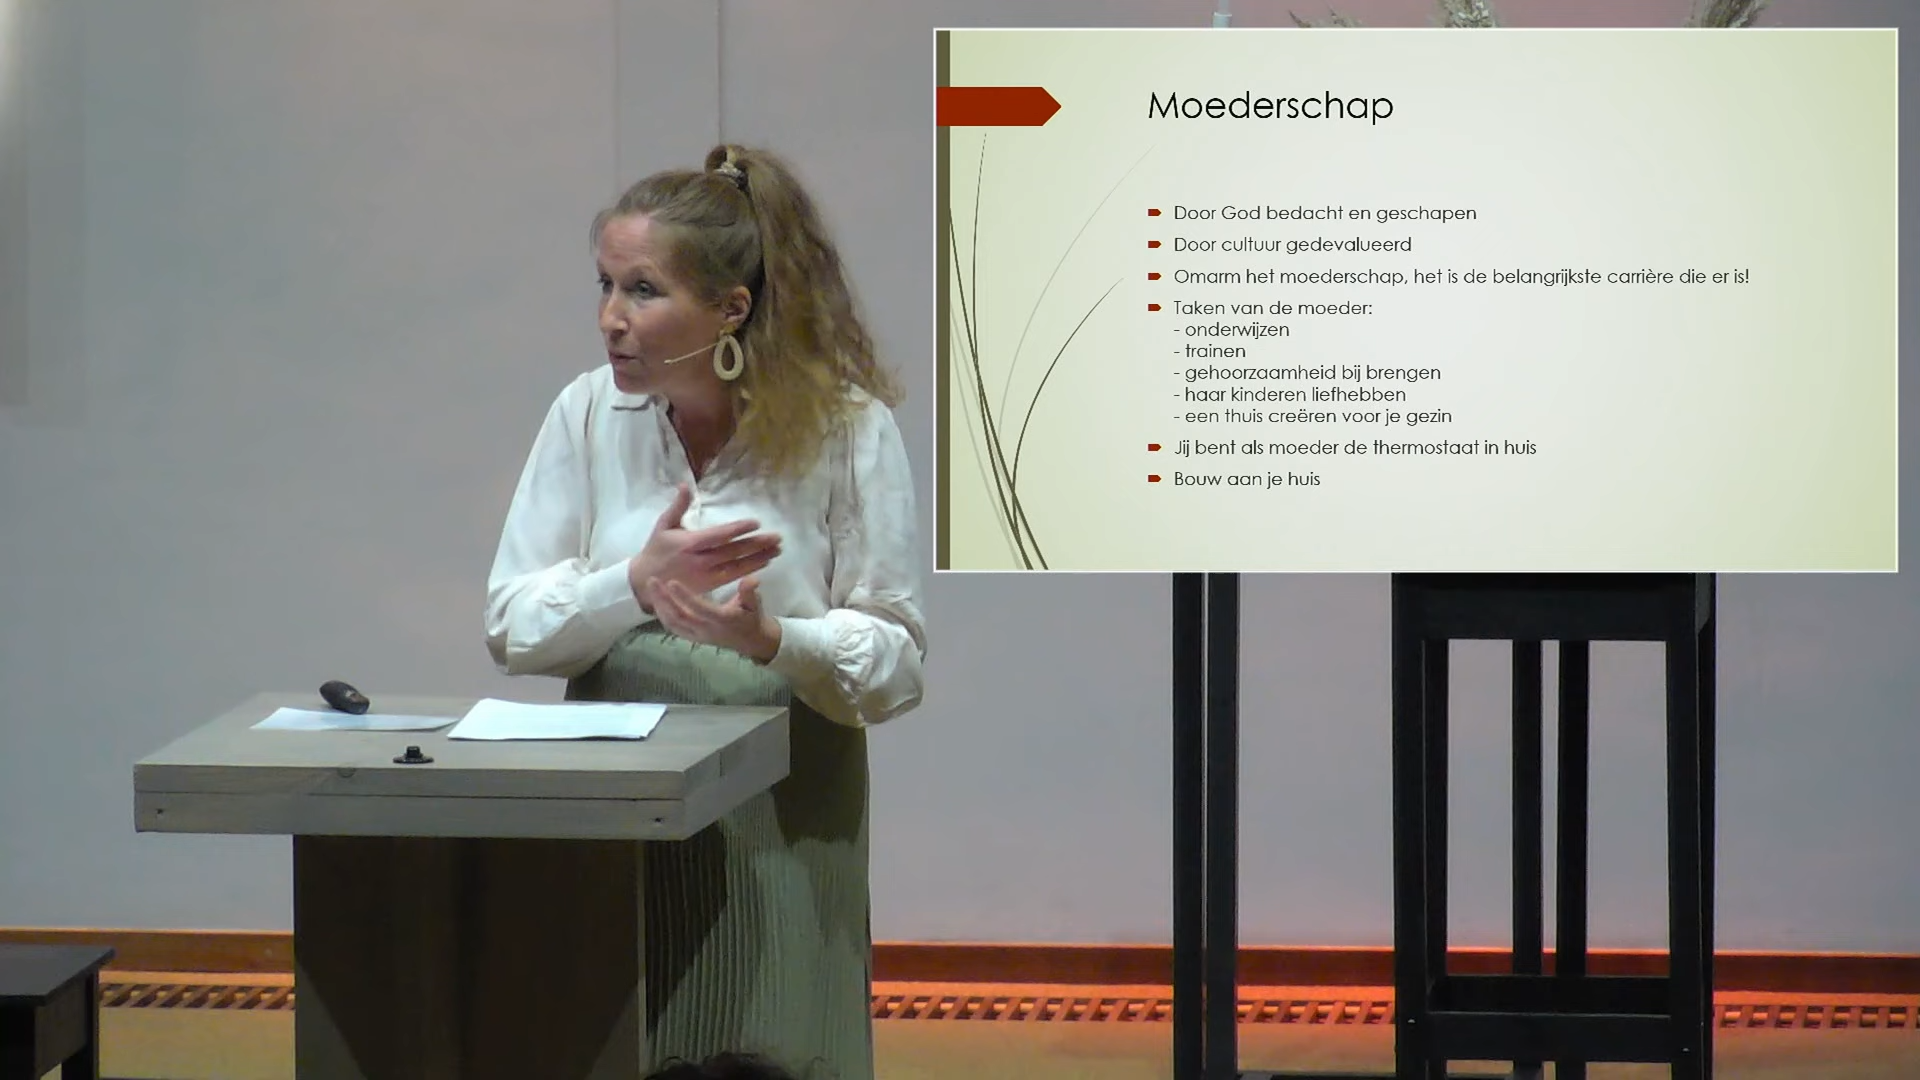 Moederschap
Door God bedacht en geschapen
Door cultuur gedevalueerd
Omarm het moederschap, het is de belangrijkste carrière die er is!
Taken van de moeder:
- onderwijzen
- trainen
- gehoorzaamheid bij brengen
- haar kinderen liefhebben
- een thuis creëren voor je gezin
Jij bent als moeder de thermostaat in huis
Bouw aan je huis